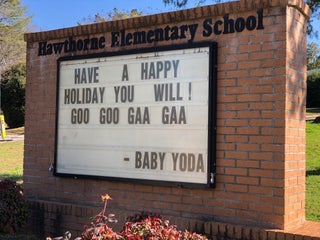 Hawthorne Elementary School
HAVE A HAPPY
HOLIDAY YOU WILL!
GOO GOO GAA GAA
- BABY YODA